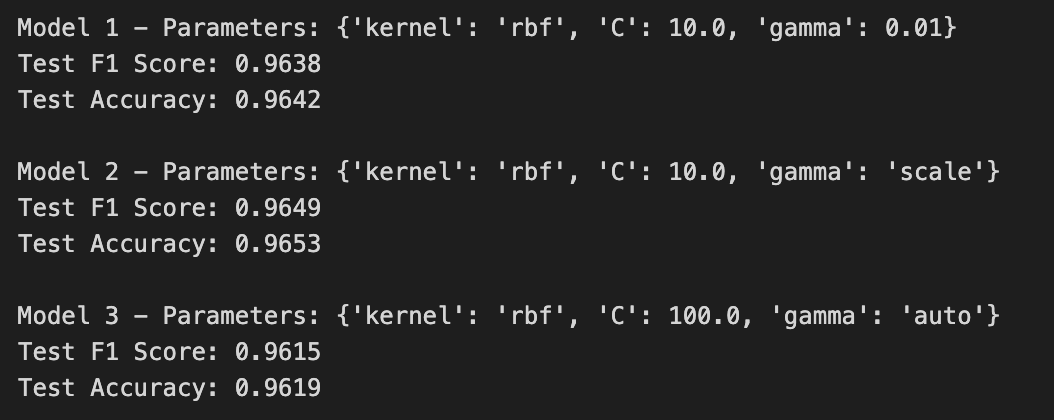 Model 1 – Parameters: {'kernel': 'rbf', 'C': 10.0, 'gamma': 0.01}
Test F1 Score: 0.9638
Test Accuracy: 0.9642
Model 2 – Parameters: {'kernel': 'rbf', 'C': 10.0, 'gamma': 'scale'}
Test F1 Score: 0.9649
Test Accuracy: 0.9653
Model 3 – Parameters: {'kernel': 'rbf', 'C': 100.0, 'gamma': 'auto'}
Test F1 Score: 0.9615
Test Accuracy: 0.9619